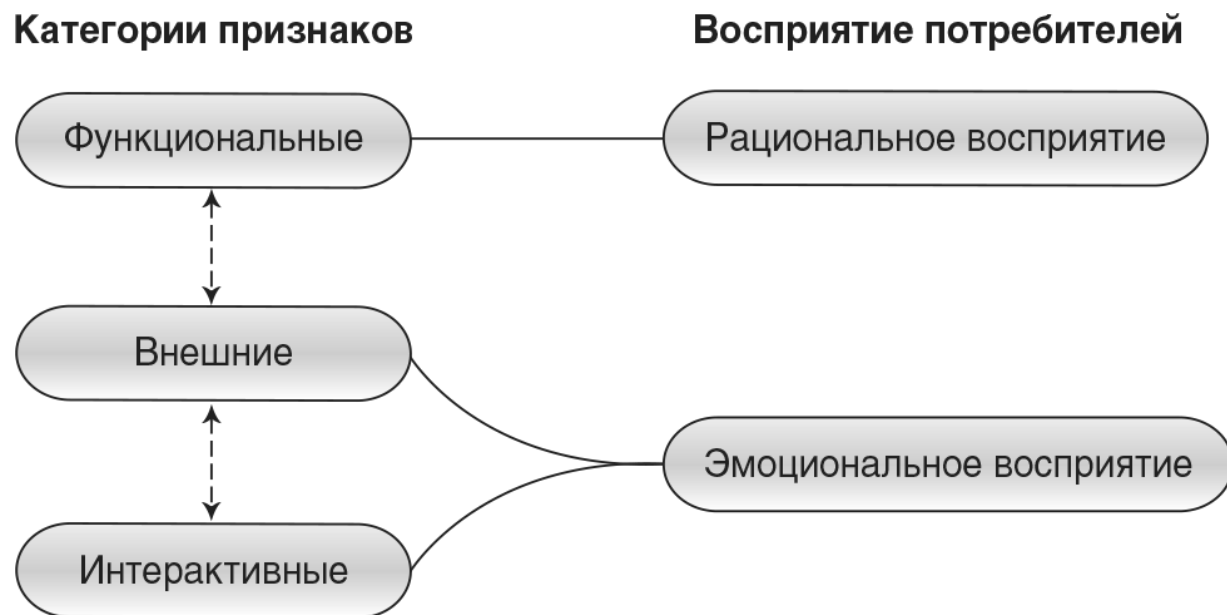 Категории признаков
Восприятие потребителей
Функциональные
Рациональное восприятие
Внешние
Эмоциональное восприятие
Интерактивные